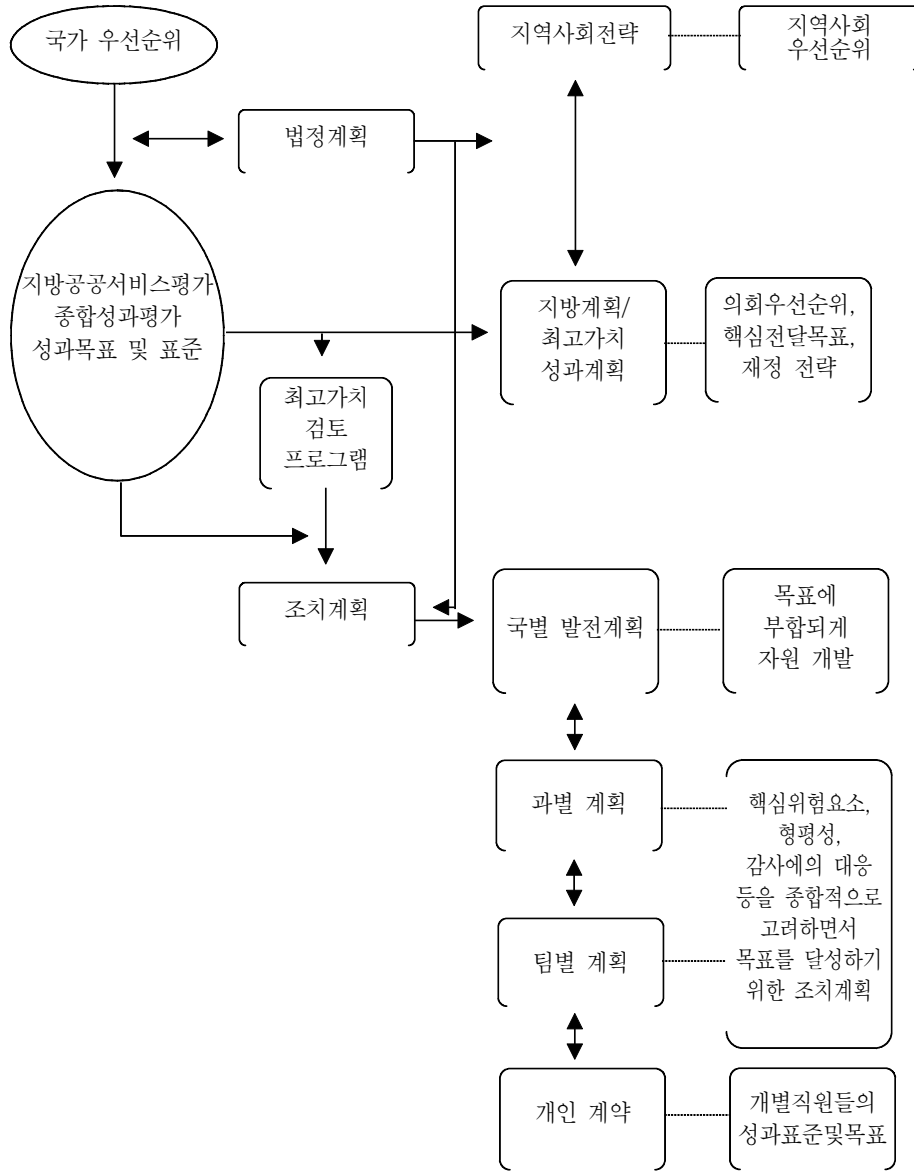 국가 우선순위
지역사회전략
지역사회
우선순위
법정계획
지방공공서비스평가
종합성과평가
성과목표 및 표준
지방계획/
최고가치
성과계획
의회우선순위,
핵심전달목표,
재정 전략
최고가치
검토
프로그램
조치계획
국별 발전계획
목표에
부합되게
자원 개발
과별 계획
핵심위험요소,
형평성,
감사에의 대응
등을 종합적으로
고려하면서
목표를 달성하기
위한 조치계획
팀별 계획
개인 계약
개별직원들의
성과표준및목표